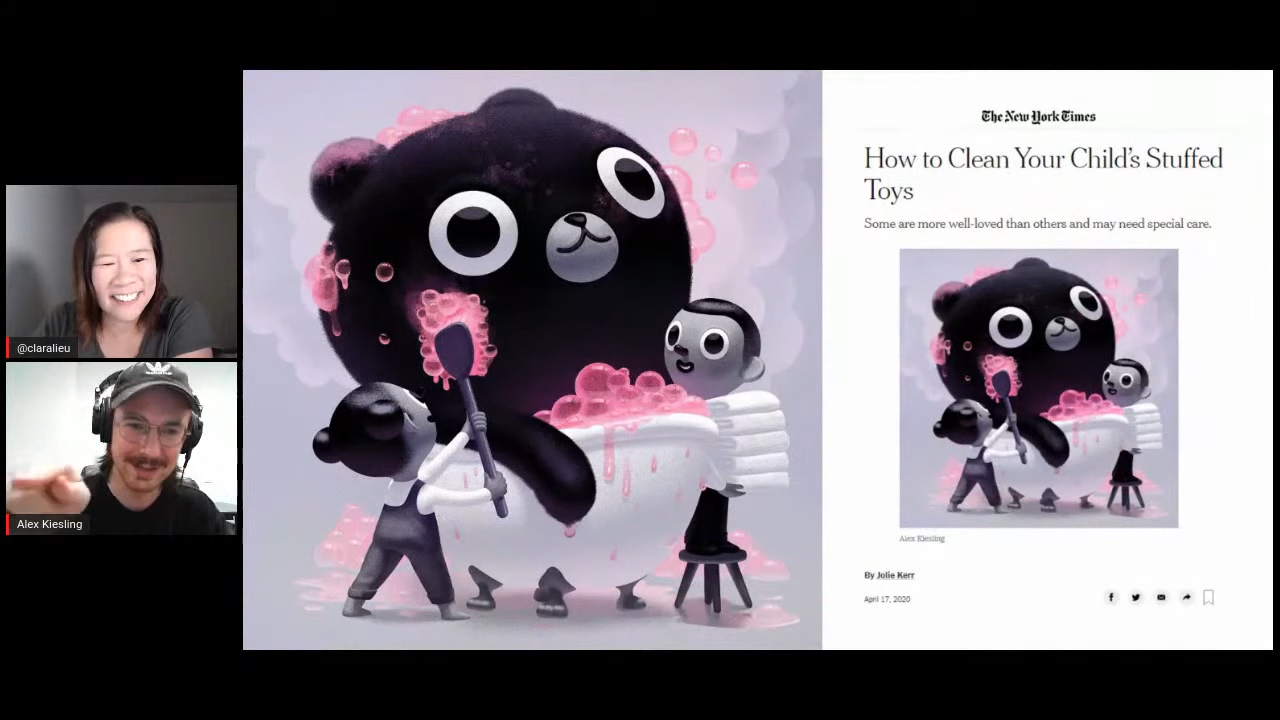 @claralieu
Alex Kiesling
The New York Times
How to Clean Your Child's Stuffed
Toys
Some are more well-loved than others and may need special care.
Alex Kiesling
By Jolie Kerr
April 17, 2020